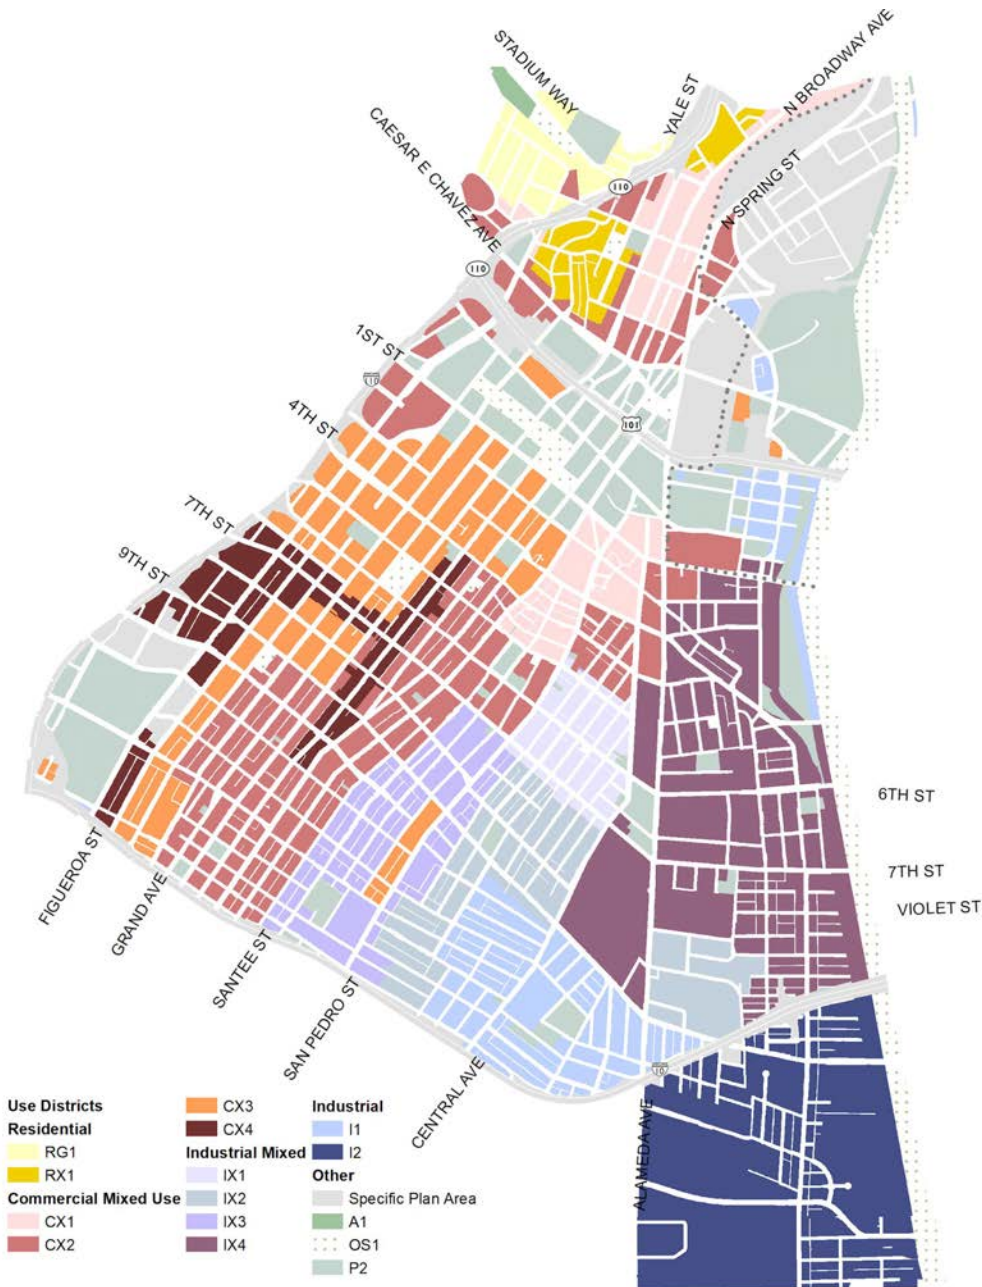 STADIUM WAY
N BROADWAY AVE
YALE ST
CAESAR E CHAVEZ AVE
110
N SPRING ST
110
1ST ST
110
4TH ST
101
7TH ST
9TH ST
6TH ST
7TH ST
VIOLET ST
FIGUEROA ST
GRAND AVE
SANTEE ST
SAN PEDRO ST
CENTRAL AVE
10
ALAMEDA AVE
Use Districts
Residential
RG1
RX1
Commercial Mixed Use
CX1
CX2
CX3
CX4
Industrial Mixed
IX1
IX2
IX3
IX4
Industrial
I1
I2
Other
Specific Plan Area
A1
OS1
P2